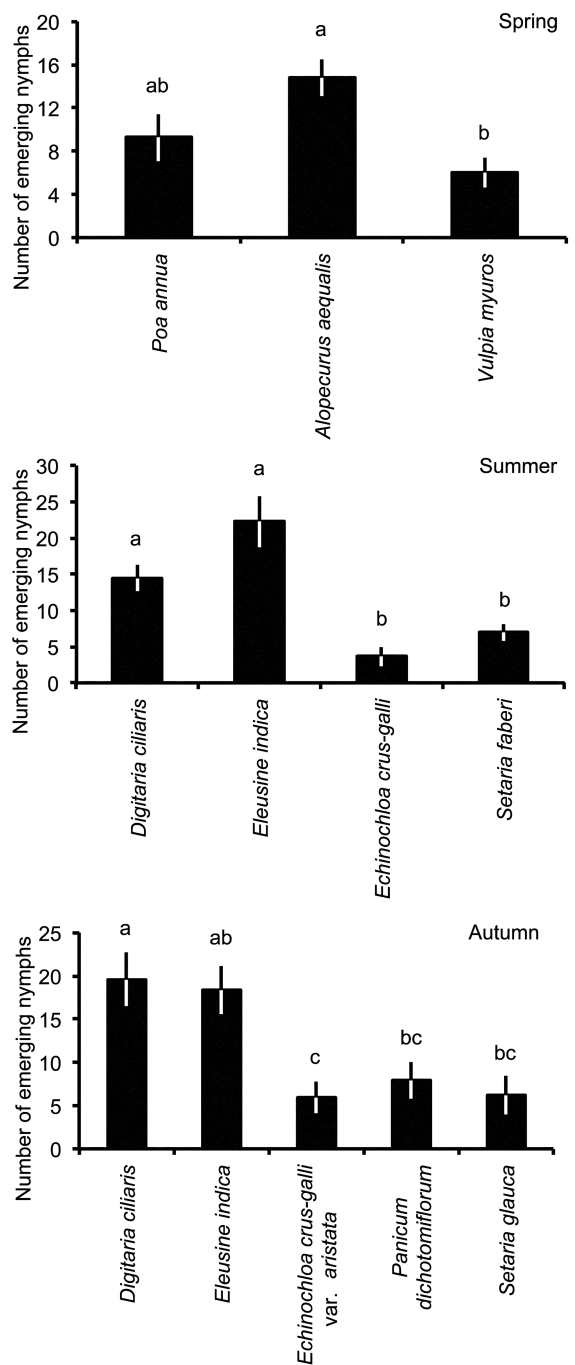 Spring
Number of emerging nymphs
20
16
12
8
4
0
ab
a
b
Poa annua
Alopecurus aequalis
Vulpia myuros
Summer
Number of emerging nymphs
30
25
20
15
10
5
0
a
a
b
b
Digitaria ciliaris
Eleusine indica
Echinochloa crus-galli
Setaria faberi
Autumn
Number of emerging nymphs
25
20
15
10
5
0
a
ab
c
bc
bc
Digitaria ciliaris
Eleusine indica
Echinochloa crus-galli
var. aristata
Panicum
dichotomiflorum
Setaria glauca